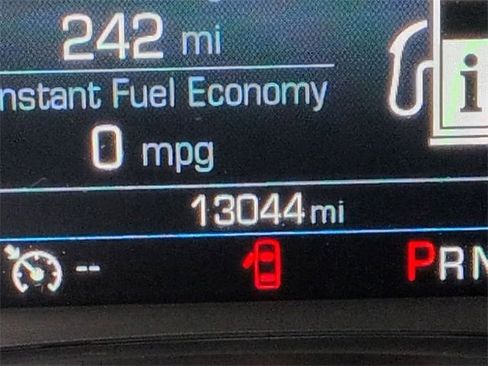 242 mi
nstant Fuel Economy
0 mpg
i
13044 mi
--
PRN